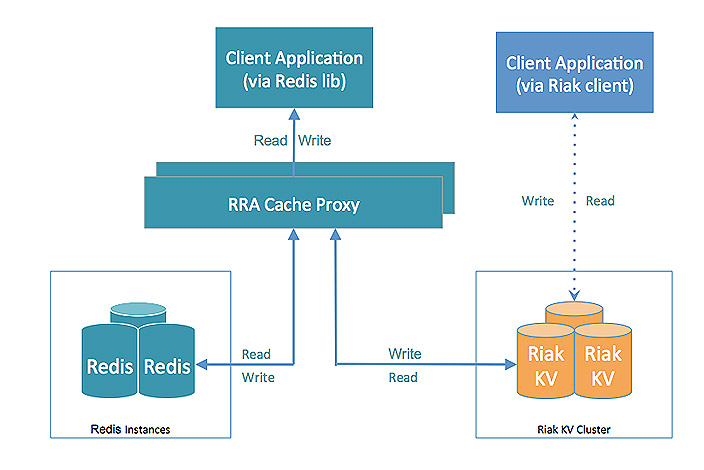 Client Application
(via Redis lib)
Client Application
(via Riak client)
Read Write
RRA Cache Proxy
Write Read
Redis Redis
Read
Write
Write
Read
Riak KV
Riak KV
Redis Instances
Riak KV Cluster